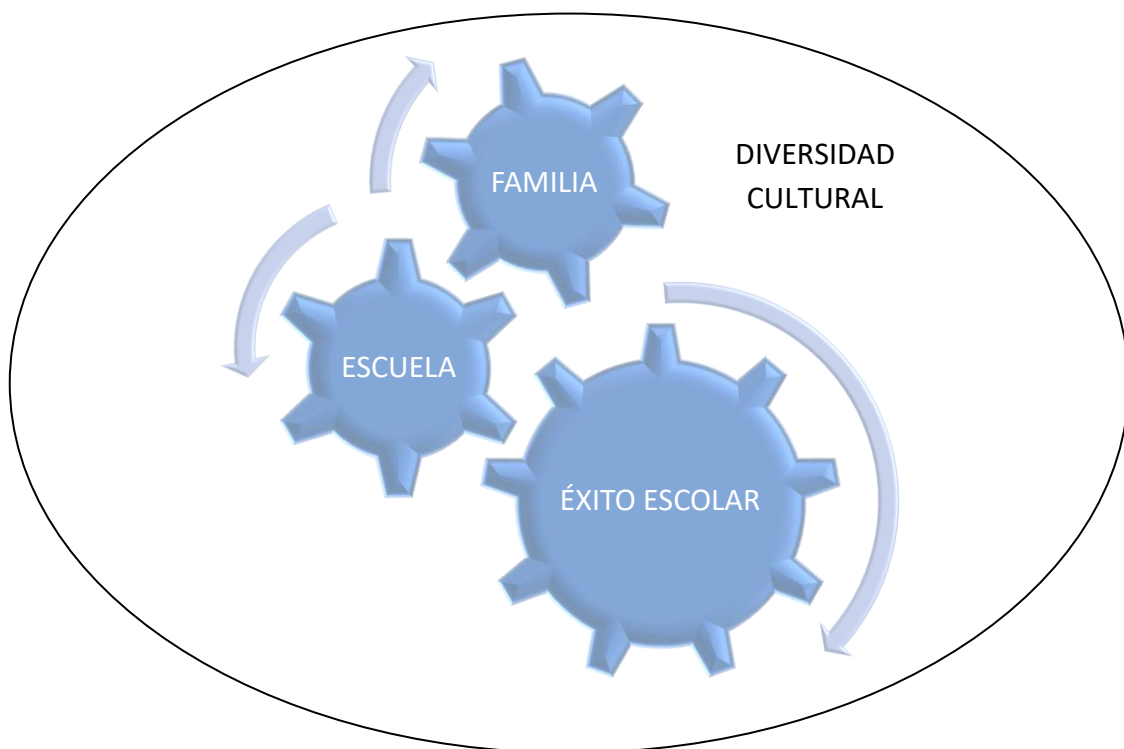 FAMILIA
DIVERSIDAD
CULTURAL
ESCUELA
ÉXITO ESCOLAR